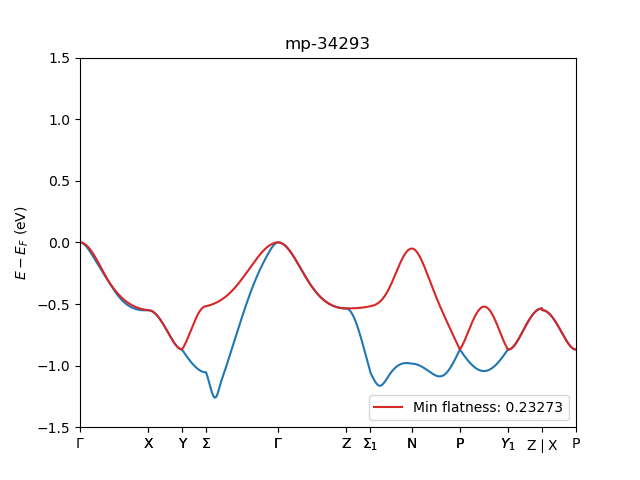 mp-34293
E − E_F (eV)
1.5
1.0
0.5
0.0
−0.5
−1.0
−1.5
Min flatness: 0.23273
Γ X Y Σ Γ Z Σ₁ N P Y₁ Z | X P